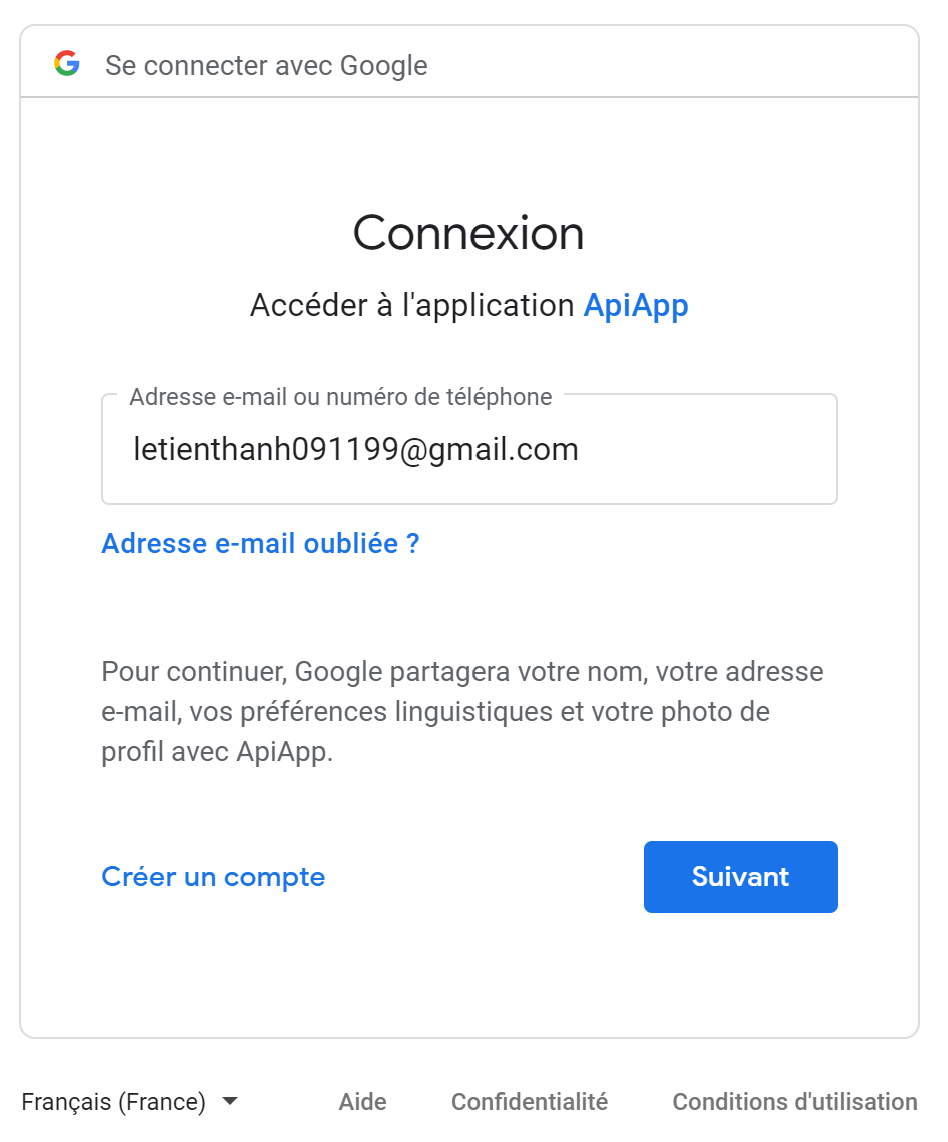 Se connecter avec Google
Connexion
Accéder à l'application ApiApp
Adresse e-mail ou numéro de téléphone
letienthanh091199@gmail.com
Adresse e-mail oubliée ?
Pour continuer, Google partagera votre nom, votre adresse
e-mail, vos préférences linguistiques et votre photo de
profil avec ApiApp.
Créer un compte
Suivant
Français (France)
Aide
Confidentialité
Conditions d'utilisation